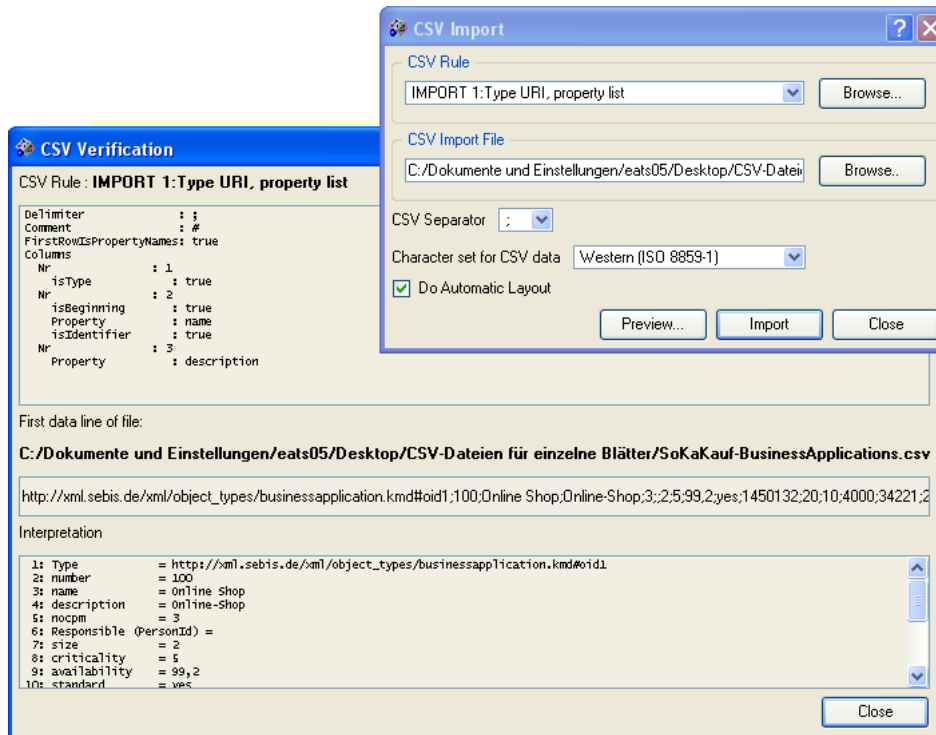 CSV Import
CSV Rule
IMPORT 1:Type URI, property list
Browse...
CSV Import File
C:/Dokumente und Einstellungen/eats05/Desktop/CSV-Dateie
Browse..
CSV Separator ;
Character set for CSV data Western (ISO 8859-1)
Do Automatic Layout
Preview... Import Close
CSV Verification
CSV Rule : IMPORT 1:Type URI, property list
Delimiter : ;
Comment : #
FirstRowIsPropertyNames: true
Columns
Nr : 1
isType : true
Nr : 2
isBeginning : true
Property : name
isIdentifier : true
Nr : 3
Property : description
First data line of file:
C:/Dokumente und Einstellungen/eats05/Desktop/CSV-Dateien für einzelne Blätter/SoKaKauf-BusinessApplications.csv
http://xml.sebis.de/xml/object_types/businessapplication.kmd#oid1;100;Online Shop;Online-Shop;3;;2;5;99,2;yes;1450132;20;10;4000;34221;2
Interpretation
1: Type = http://xml.sebis.de/xml/object_types/businessapplication.kmd#oid1
2: number = 100
3: name = Online Shop
4: description = Online-Shop
5: nocpm = 3
6: Responsible (PersonId) =
7: size = 2
8: criticality = 5
9: availability = 99,2
10: standard = yes
Close